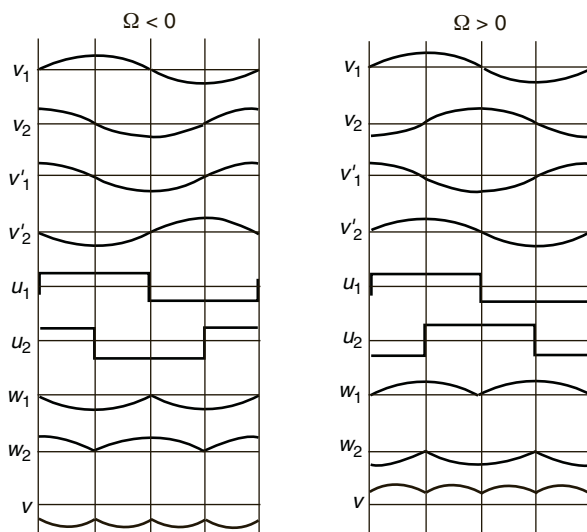 Ω < 0
v₁
v₂
v'₁
v'₂
u₁
u₂
w₁
w₂
v
Ω > 0
v₁
v₂
v'₁
v'₂
u₁
u₂
w₁
w₂
v